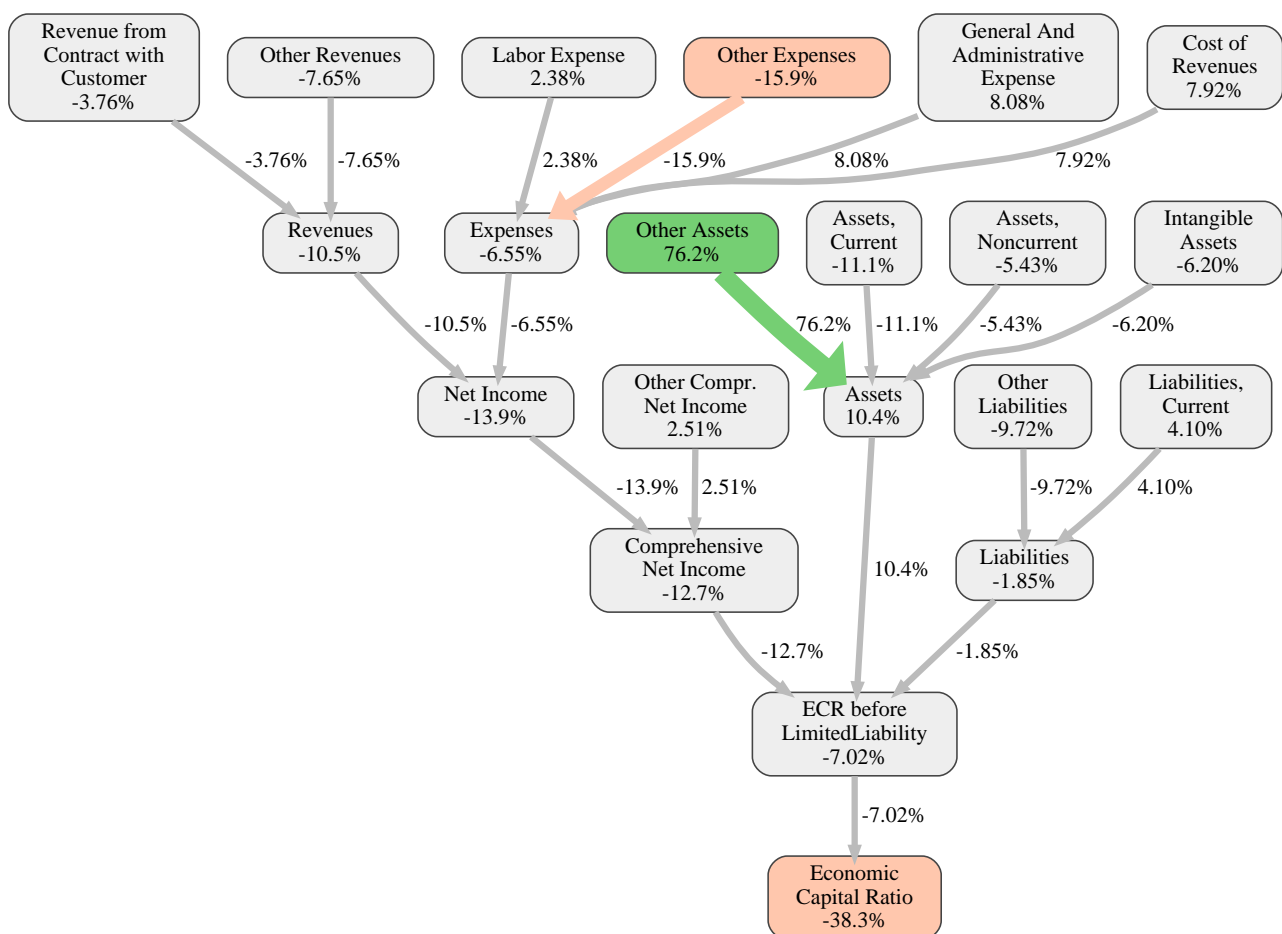 Revenue from
Contract with
Customer
-3.76%
Other Revenues
-7.65%
Labor Expense
2.38%
Other Expenses
-15.9%
General And
Administrative
Expense
8.08%
Cost of
Revenues
7.92%
-3.76%
-7.65%
2.38%
-15.9%
8.08%
7.92%
Revenues
-10.5%
Expenses
-6.55%
Other Assets
76.2%
Assets,
Current
-11.1%
Assets,
Noncurrent
-5.43%
Intangible
Assets
-6.20%
-10.5%
-6.55%
76.2%
-11.1%
-5.43%
-6.20%
Net Income
-13.9%
Other Compr.
Net Income
2.51%
Assets
10.4%
Other
Liabilities
-9.72%
Liabilities,
Current
4.10%
-13.9%
2.51%
-9.72%
4.10%
Comprehensive
Net Income
-12.7%
10.4%
Liabilities
-1.85%
-12.7%
-1.85%
ECR before
LimitedLiability
-7.02%
-7.02%
Economic
Capital Ratio
-38.3%